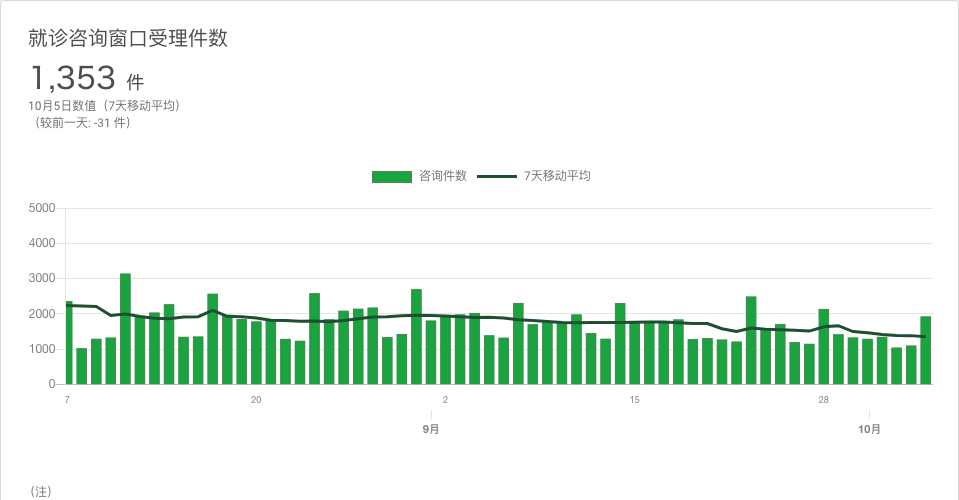 就诊咨询窗口受理件数
1,353 件
10月5日数值（7天移动平均）
（较前一天: -31 件）
咨询件数 7天移动平均
5000
4000
3000
2000
1000
0
7 20 2 15 28
9月 10月
（注）